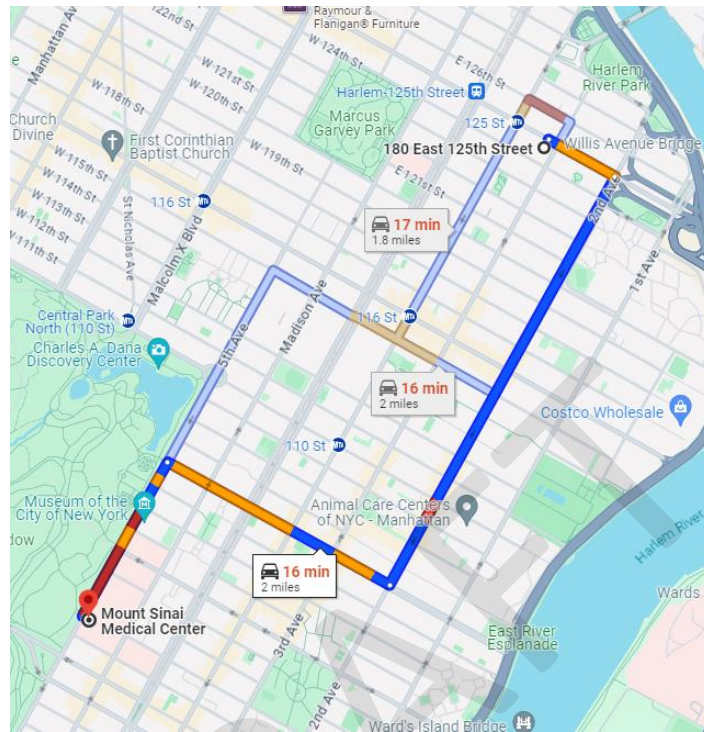 Raymour &
Flanigan® Furniture
Manhattan Av
W 124th St
E 126th St
Harlem
River Park
W 121st St
W 120th St
W 118th St
Harlem-125th Street
Church
Divine
First Corinthian
Baptist Church
Marcus
Garvey Park
125 St
180 East 125th Street
Willis Avenue Bridge
W 119th St
E 121st St
W 115th St
W 114th St
W 113th St
W 112th St
W 111th St
St Nicholas Ave
116 St
Malcolm X Blvd
2nd Ave
17 min
1.8 miles
1st Ave
Central Park
North (110 St)
Madison Ave
5th Ave
116 St
Charles A. Dana
Discovery Center
16 min
2 miles
Costco Wholesale
110 St
Museum of the
City of New York
Animal Care Centers
of NYC - Manhattan
dow
Harlem River
16 min
2 miles
Mount Sinai
Medical Center
Wards
3rd Ave
East River
Esplanade
2nd Ave
Ward's Island Bridge